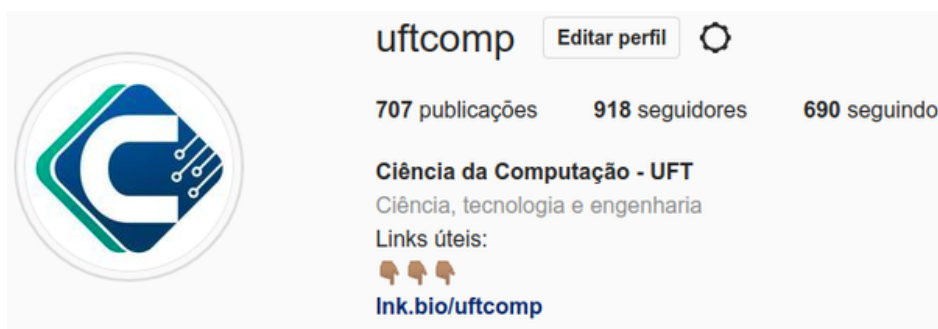 uftcomp Editar perfil
707 publicações 918 seguidores 690 seguindo
Ciência da Computação - UFT
Ciência, tecnologia e engenharia
Links úteis:
👇🏽👇🏽👇🏽
lnk.bio/uftcomp